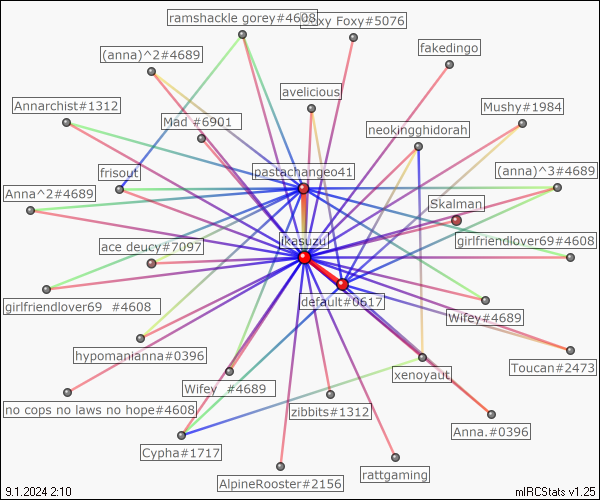 ramshackle gorey#4608
xy Foxy#5076
fakedingo
(anna)^2#4689
avelicious
Annarchist#1312
Mad #6901
Mushy#1984
neokingghidorah
frisout
pastachangeo41
(anna)^3#4689
Anna^2#4689
Skalman
ikasuzu
ace deucy#7097
girlfriendlover69#4608
default#0617
girlfriendlover69 #4608
Wifey#4689
hypomanianna#0396
Toucan#2473
xenoyaut
Wifey #4689
no cops no laws no hope#4608
zibbits#1312
Anna.#0396
Cypha#1717
rattgaming
AlpineRooster#2156
9.1.2024 2:10
mIRCStats v1.25